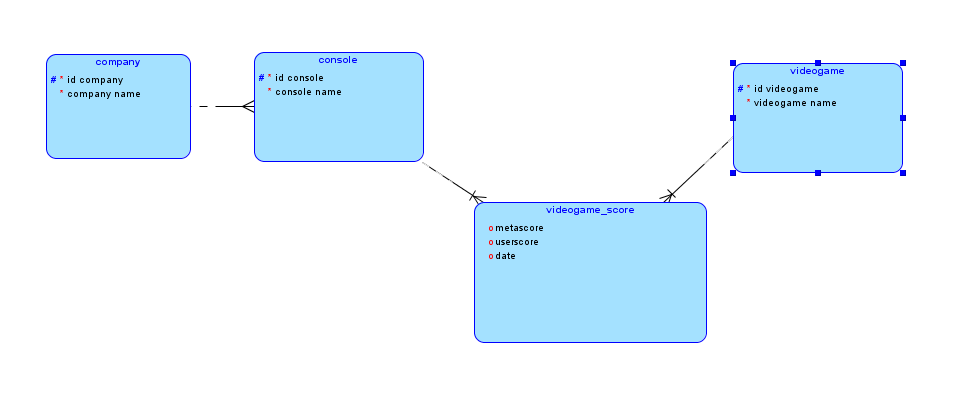 company
# * id company
* company name
console
# * id console
* console name
videogame
# * id videogame
* videogame name
videogame_score
o metascore
o userscore
o date